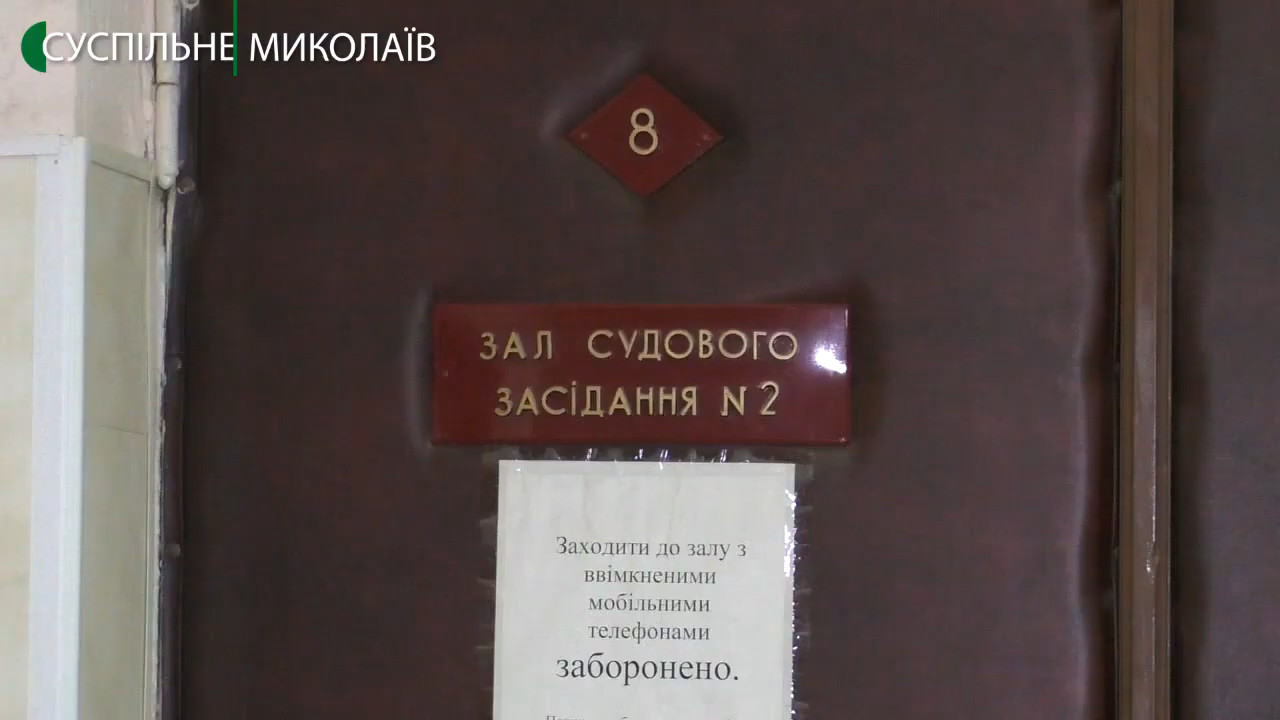 СУСПІЛЬНЕ МИКОЛАЇВ
8
ЗАЛ СУДОВОГО
ЗАСІДАННЯ N 2
Заходити до залу з
ввімкненими
мобільними
телефонами
заборонено.